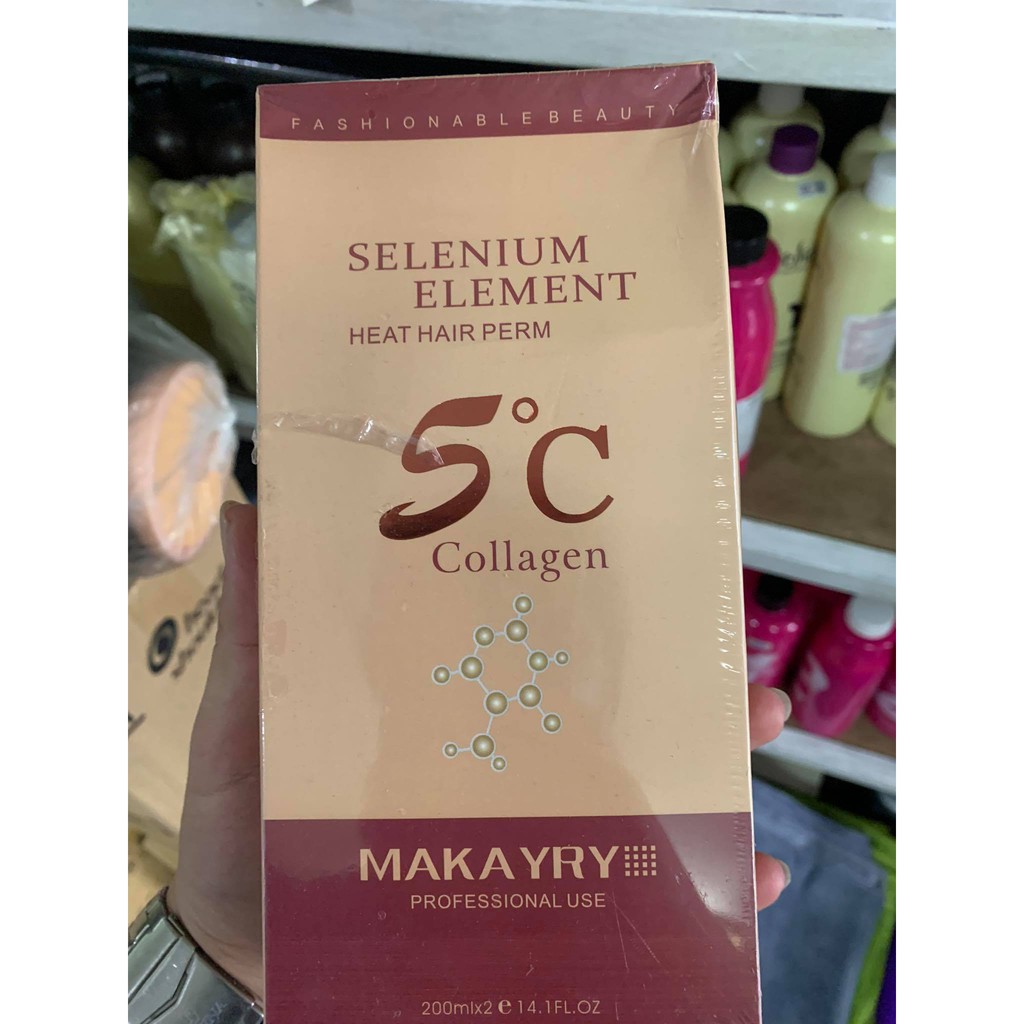 FASHIONABLE BEAUTY
SELENIUM
ELEMENT
HEAT HAIR PERM
5°C
Collagen
MAKAYRY
PROFESSIONAL USE
200mlx2 e 14.1FL.OZ